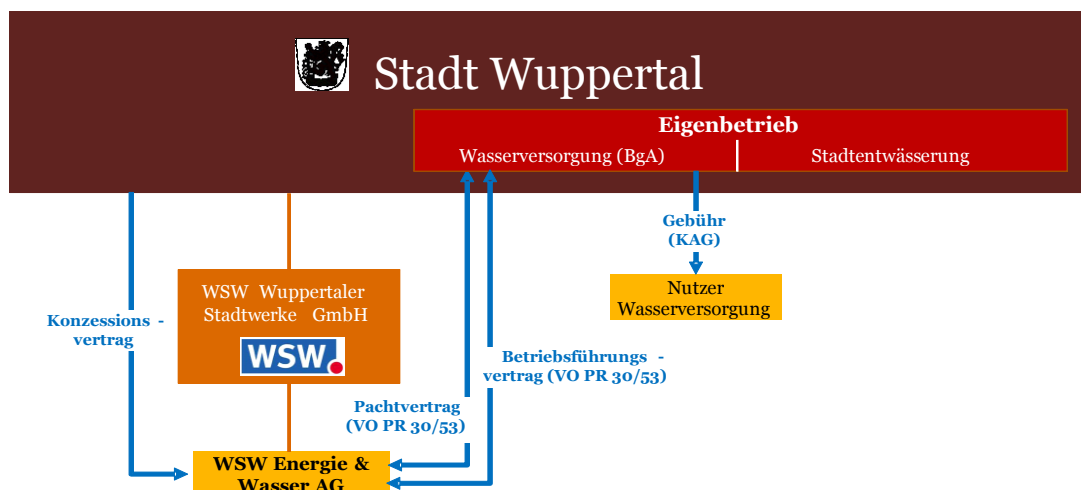 Stadt Wuppertal
Eigenbetrieb
Wasserversorgung (BgA)
Stadtentwässerung
Gebühr
(KAG)
Nutzer
Wasserversorgung
WSW Wuppertaler
Stadtwerke GmbH
WSW.
Konzessions -
vertrag
Betriebsführungs -
vertrag (VO PR 30/53)
Pachtvertrag
(VO PR 30/53)
WSW Energie &
Wasser AG